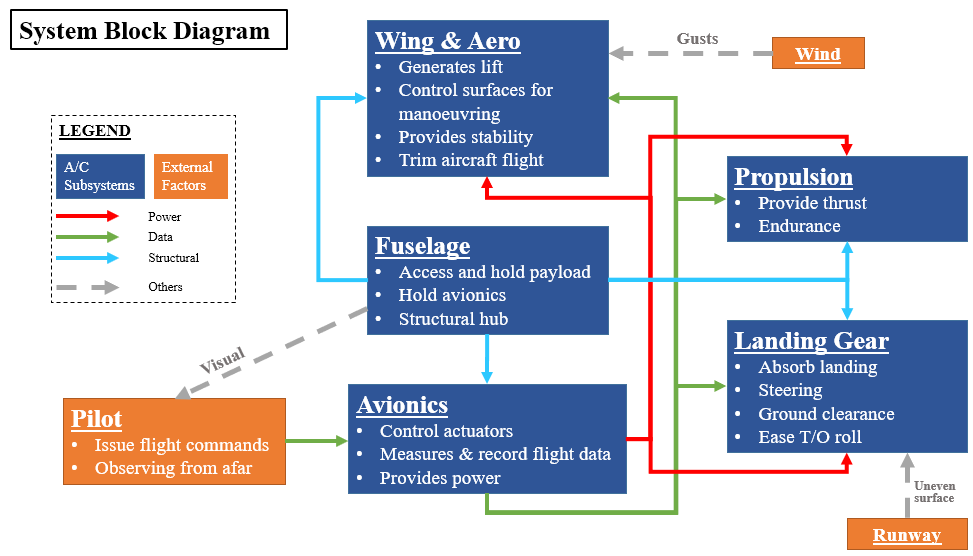 System Block Diagram
LEGEND
A/C
Subsystems
External
Factors
Power
Data
Structural
Others
Wing & Aero
• Generates lift
• Control surfaces for
manoeuvring
• Provides stability
• Trim aircraft flight
Gusts
Wind
Propulsion
• Provide thrust
• Endurance
Fuselage
• Access and hold payload
• Hold avionics
• Structural hub
Visual
Landing Gear
• Absorb landing
• Steering
• Ground clearance
• Ease T/O roll
Pilot
• Issue flight commands
• Observing from afar
Avionics
• Control actuators
• Measures & record flight data
• Provides power
Uneven
surface
Runway